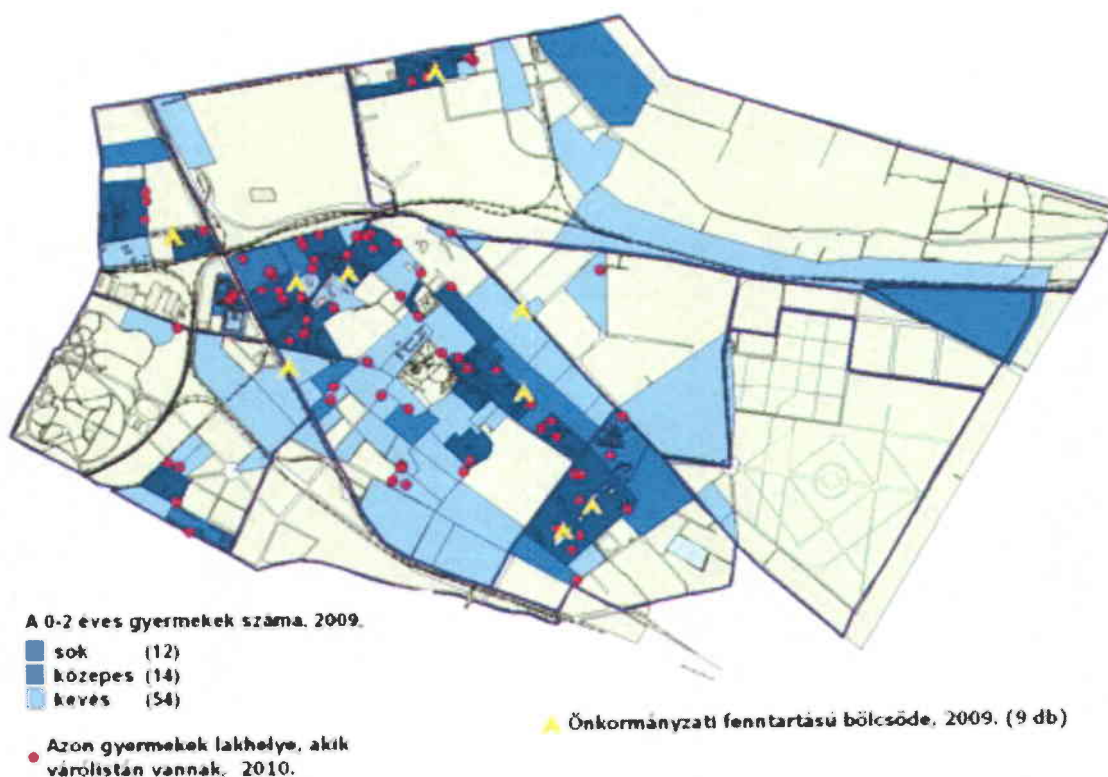 A 0-2 éves gyermekek száma. 2009.
sok (12)
közepes (14)
kevés (54)
Azon gyermekek lakhelye, akik
várólistán vannak, 2010.
Önkormányzati fenntartású bölcsőde, 2009. (9 db)